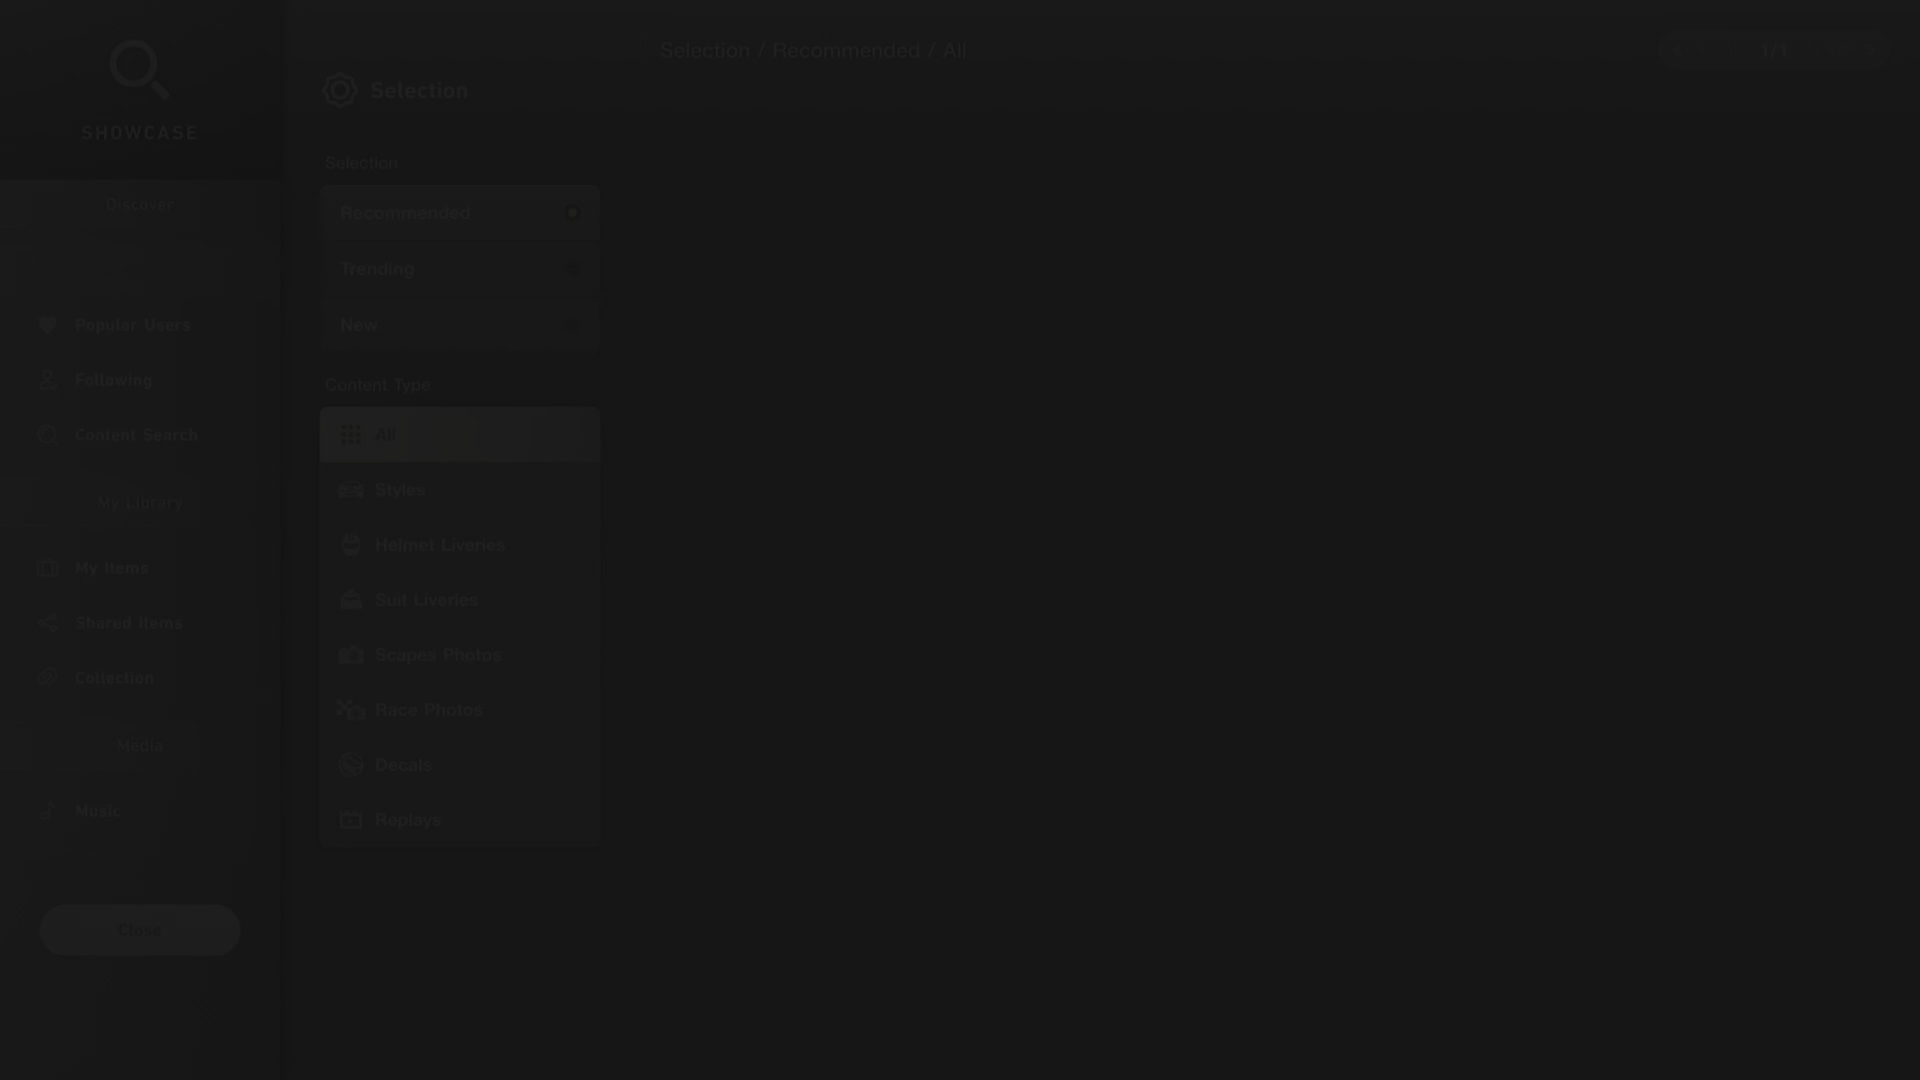 SHOWCASE
Discover
Popular Users
Following
Content Search
My Library
My Items
Shared Items
Collection
Media
Music
Close
Selection / Recommended / All
1/1
Selection
Selection
Recommended
Trending
New
Content Type
All
Styles
Helmet Liveries
Suit Liveries
Scapes Photos
Race Photos
Decals
Replays